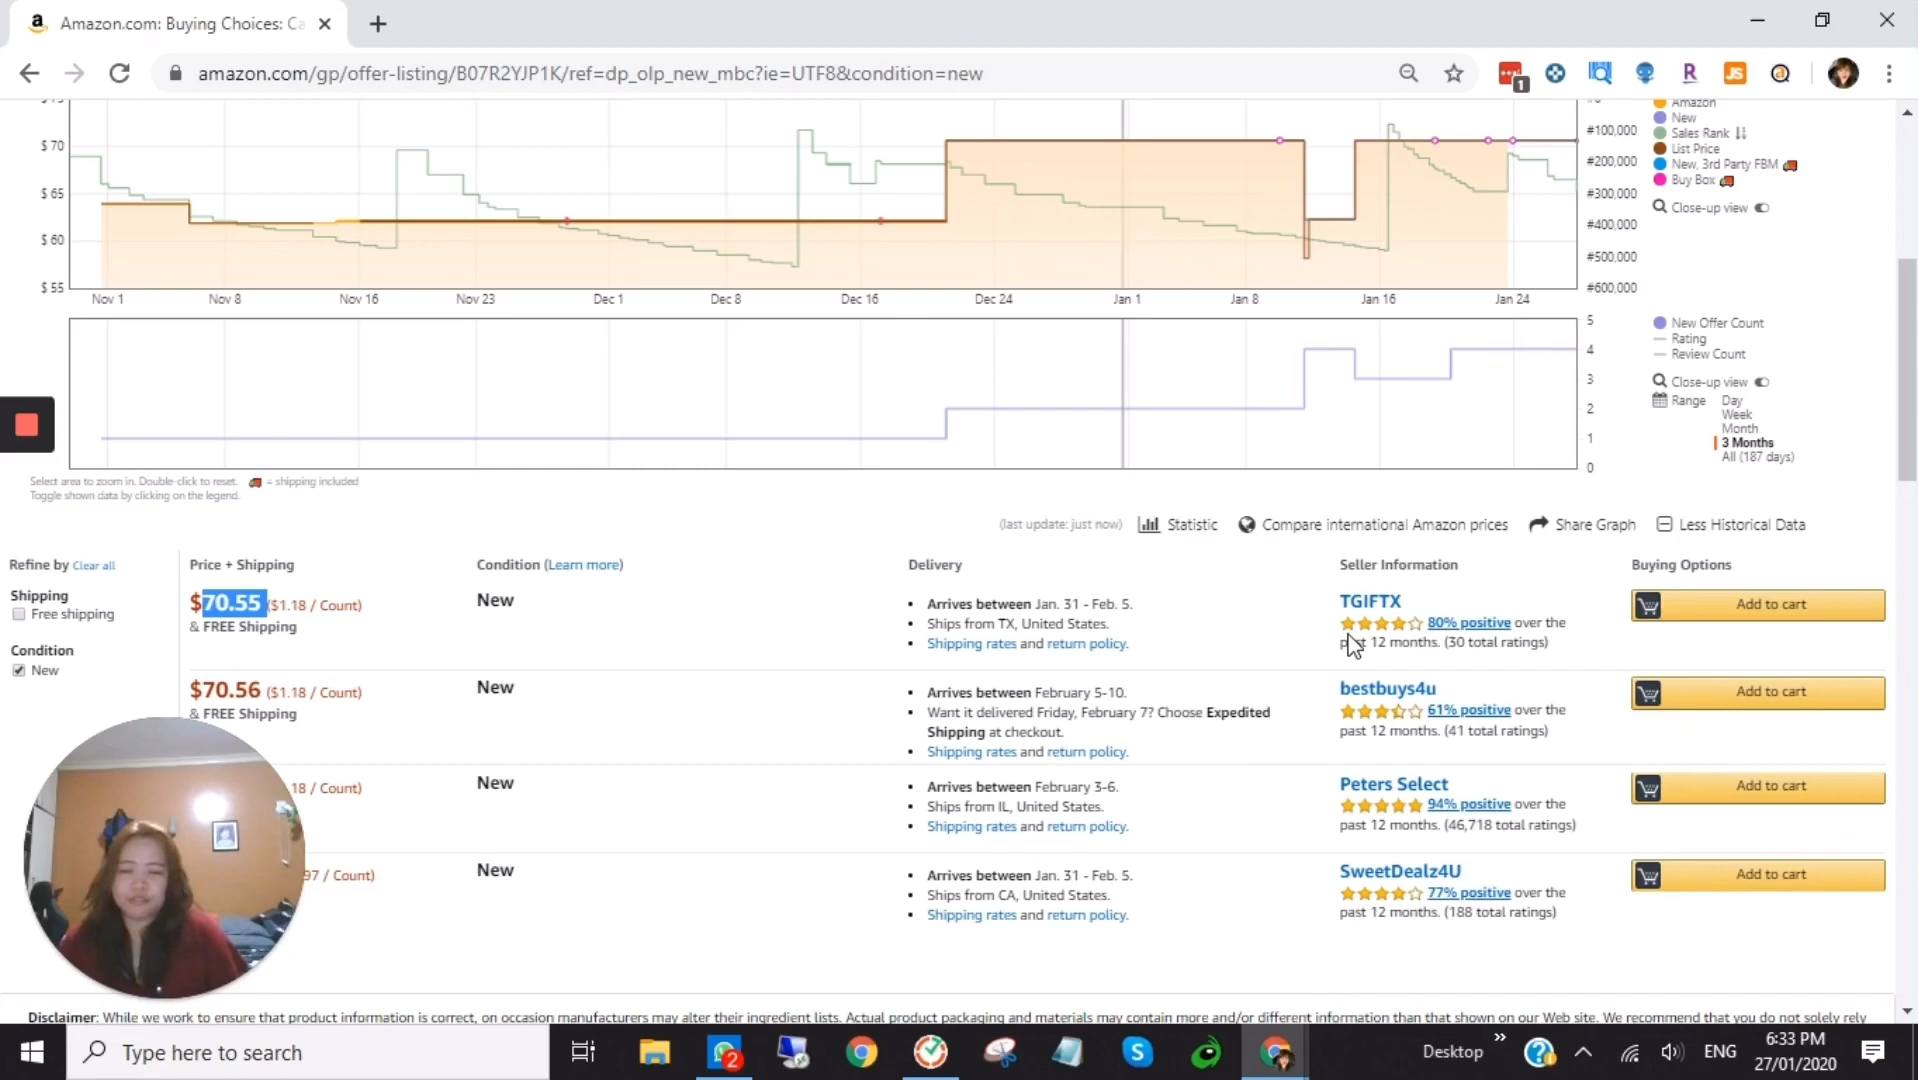 Amazon.com: Buying Choices: Ca
amazon.com/gp/offer-listing/B07R2YJP1K/ref=dp_olp_new_mbc?ie=UTF8&condition=new
1
$ 70
$ 65
$ 60
$ 55
#100,000
#200,000
#300,000
#400,000
#500,000
#600,000
Amazon
New
Sales Rank
List Price
New, 3rd Party FBM
Buy Box
Close-up view
Nov 1
Nov 8
Nov 16
Nov 23
Dec 1
Dec 8
Dec 16
Dec 24
Jan 1
Jan 8
Jan 16
Jan 24
5
4
3
2
1
0
New Offer Count
Rating
Review Count
Close-up view
Range
Day
Week
Month
3 Months
All (187 days)
Select area to zoom in. Double-click to reset. = shipping included
Toggle shown data by clicking on the legend.
(last update: just now) Statistic Compare international Amazon prices Share Graph Less Historical Data
Refine by Clear all
Shipping
Free shipping
Condition
New
Price + Shipping
Condition (Learn more)
Delivery
Seller Information
Buying Options
$70.55 ($1.18 / Count)
& FREE Shipping
New
Arrives between Jan. 31 - Feb. 5.
Ships from TX, United States.
Shipping rates and return policy.
TGIFTX
80% positive over the
past 12 months. (30 total ratings)
Add to cart
$70.56 ($1.18 / Count)
& FREE Shipping
New
Arrives between February 5-10.
Want it delivered Friday, February 7? Choose Expedited
Shipping at checkout.
Shipping rates and return policy.
bestbuys4u
61% positive over the
past 12 months. (41 total ratings)
Add to cart
18 / Count)
New
Arrives between February 3-6.
Ships from IL, United States.
Shipping rates and return policy.
Peters Select
94% positive over the
past 12 months. (46,718 total ratings)
Add to cart
97 / Count)
New
Arrives between Jan. 31 - Feb. 5.
Ships from CA, United States.
Shipping rates and return policy.
SweetDealz4U
77% positive over the
past 12 months. (188 total ratings)
Add to cart
Disclaimer: While we work to ensure that product information is correct, on occasion manufacturers may alter their ingredient lists. Actual product packaging and materials may contain more and/or different information than that shown on our Web site. We recommend that you do not solely rely
Type here to search
2
Desktop
ENG
6:33 PM
27/01/2020